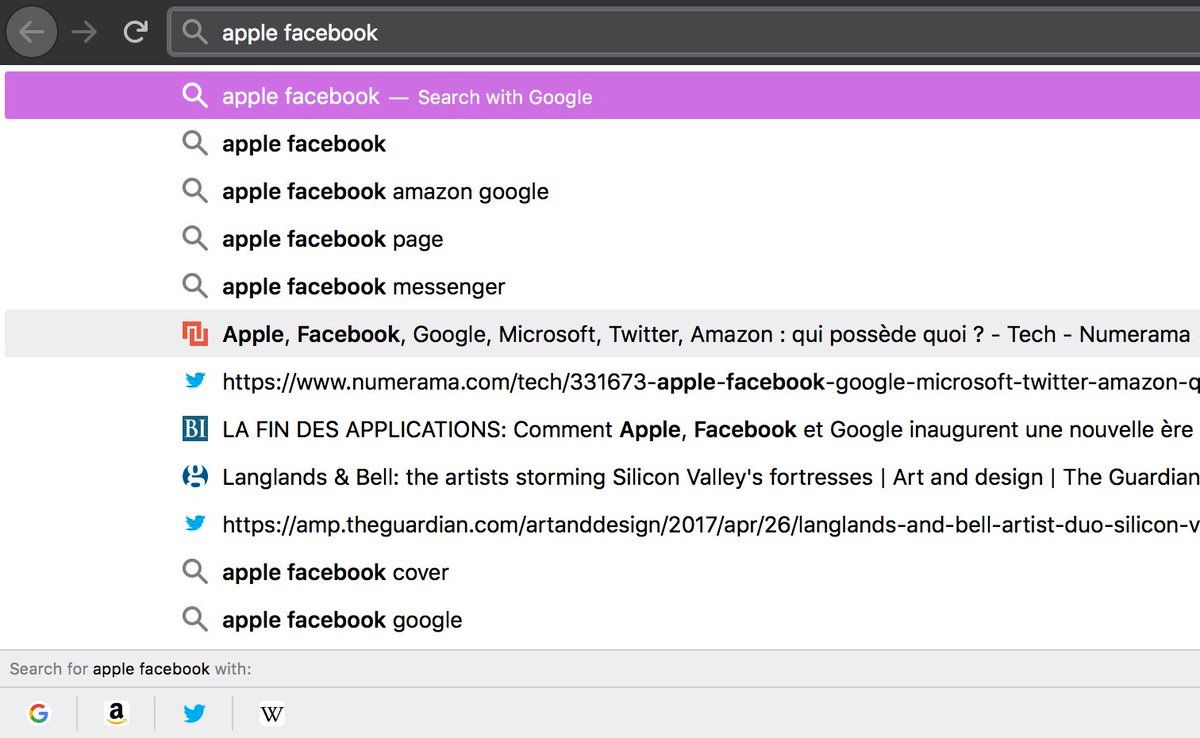 apple facebook
apple facebook — Search with Google
apple facebook
apple facebook amazon google
apple facebook page
apple facebook messenger
Apple, Facebook, Google, Microsoft, Twitter, Amazon : qui possède quoi ? - Tech - Numerama
https://www.numerama.com/tech/331673-apple-facebook-google-microsoft-twitter-amazon-q
BI LA FIN DES APPLICATIONS: Comment Apple, Facebook et Google inaugurent une nouvelle ère
Langlands & Bell: the artists storming Silicon Valley's fortresses | Art and design | The Guardian
https://amp.theguardian.com/artanddesign/2017/apr/26/langlands-and-bell-artist-duo-silicon-v
apple facebook cover
apple facebook google
Search for apple facebook with:
G a W